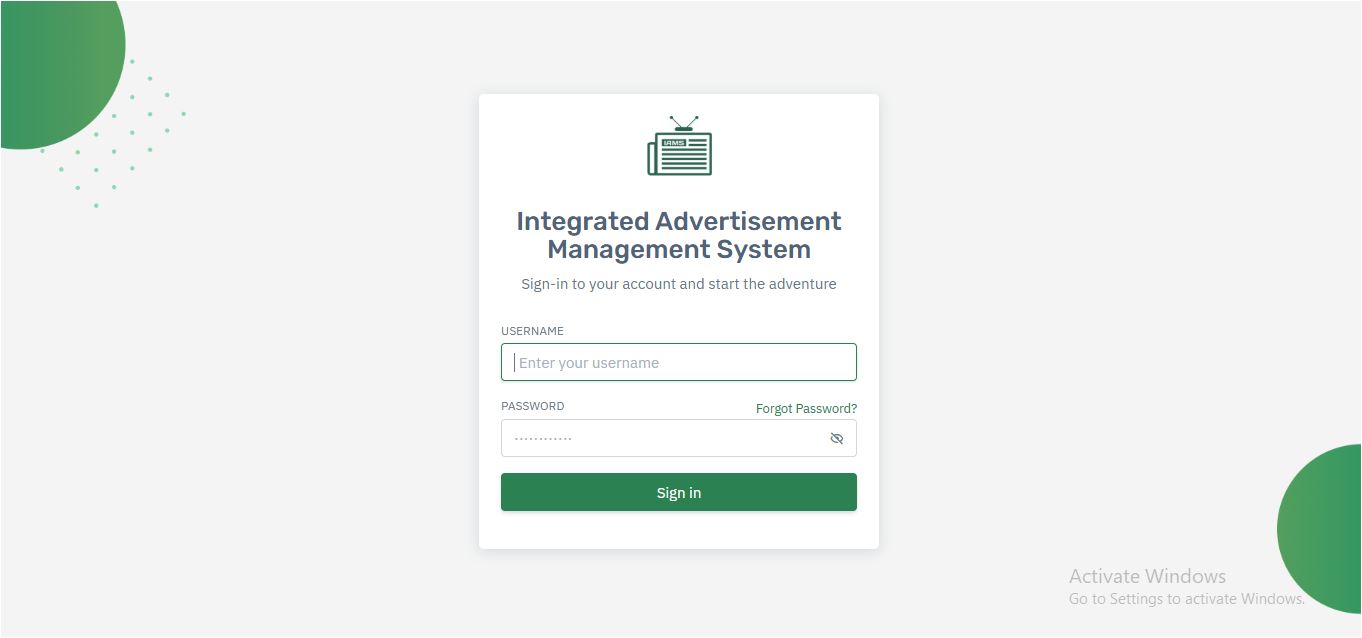 IAMS
Integrated Advertisement
Management System
Sign-in to your account and start the adventure
USERNAME
Enter your username
PASSWORD
Forgot Password?
············
Sign in
Activate Windows
Go to Settings to activate Windows.